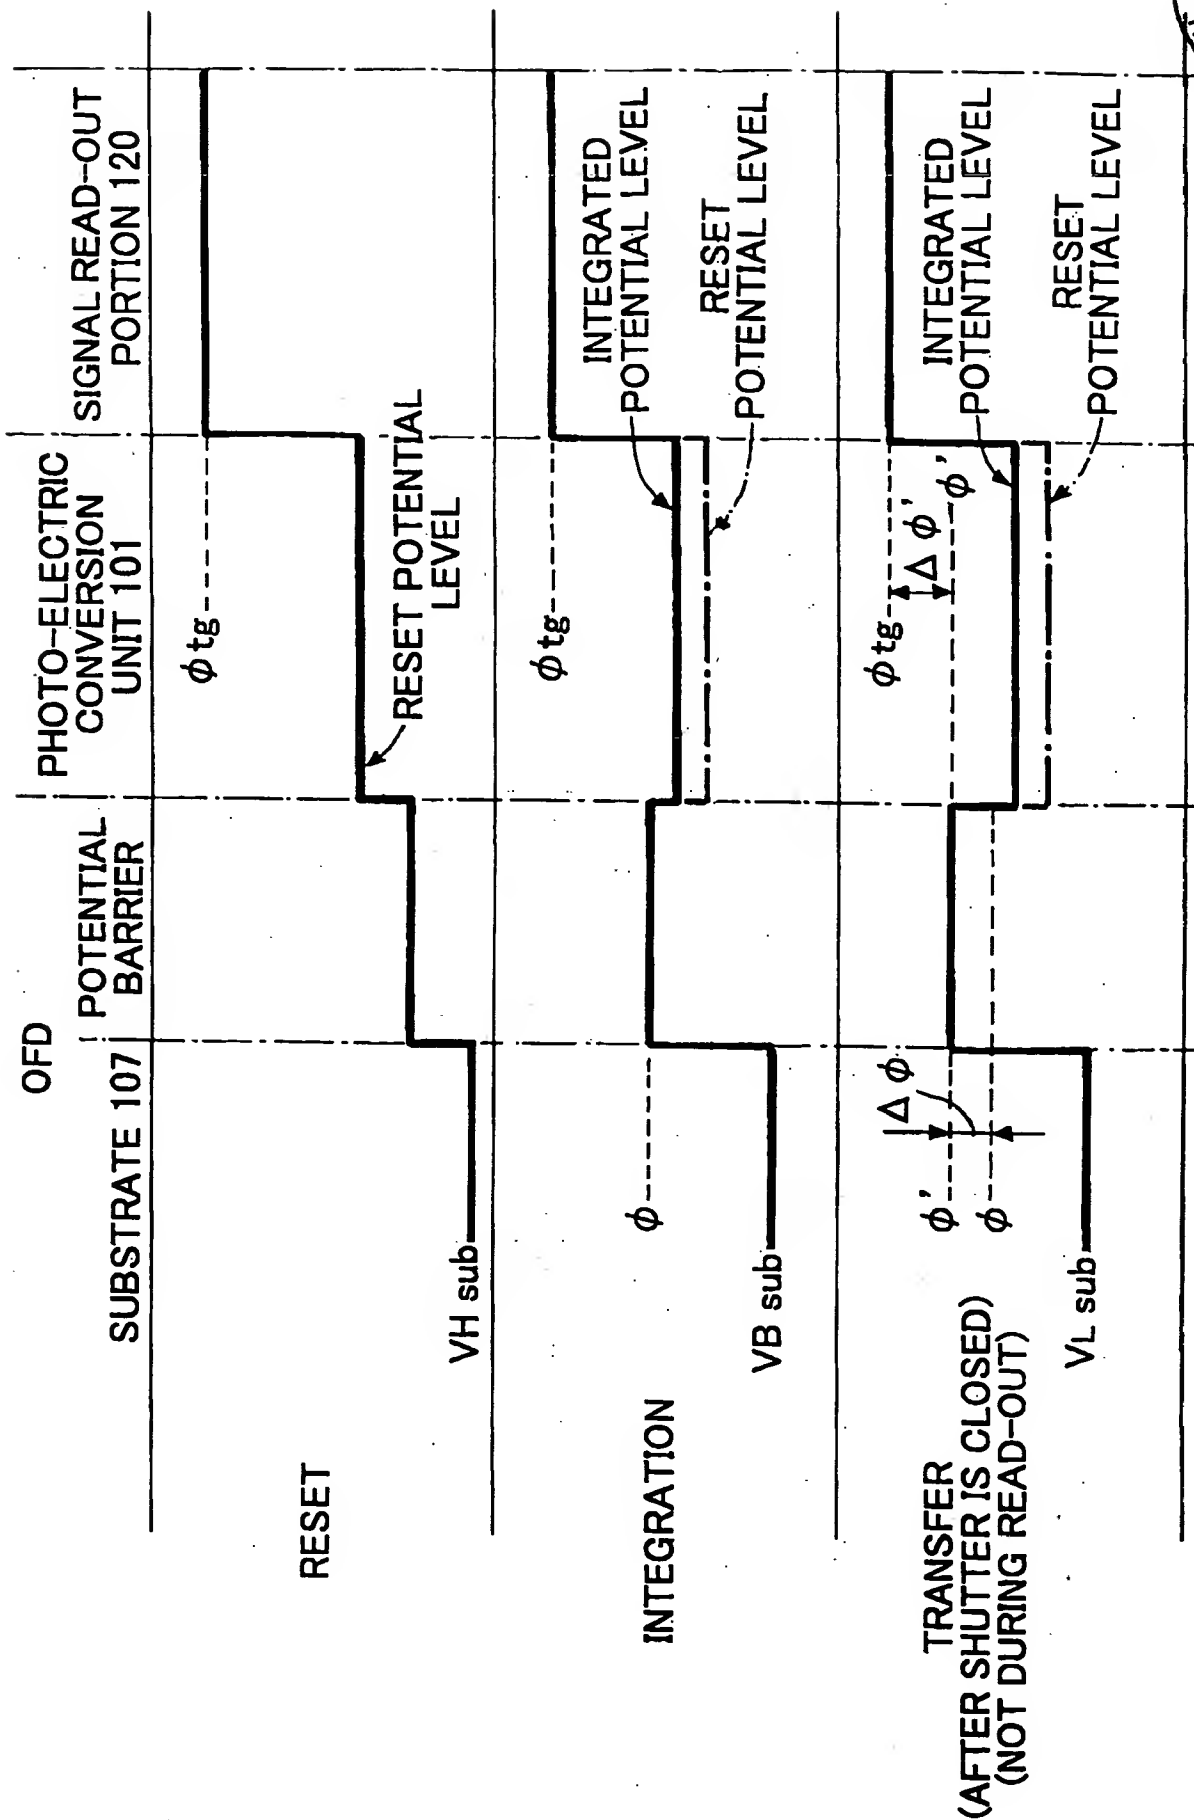 OFD
SUBSTRATE 107
POTENTIAL
BARRIER
PHOTO-ELECTRIC
CONVERSION
UNIT 101
SIGNAL READ-OUT
PORTION 120
RESET
VH sub
ϕtg
RESET POTENTIAL
LEVEL
INTEGRATION
ϕ
VB sub
ϕtg
INTEGRATED
POTENTIAL LEVEL
RESET
POTENTIAL LEVEL
TRANSFER
(AFTER SHUTTER IS CLOSED)
(NOT DURING READ-OUT)
ϕ'
ϕ
Δϕ
VL sub
ϕtg
Δϕ'
ϕ'
INTEGRATED
POTENTIAL LEVEL
RESET
POTENTIAL LEVEL